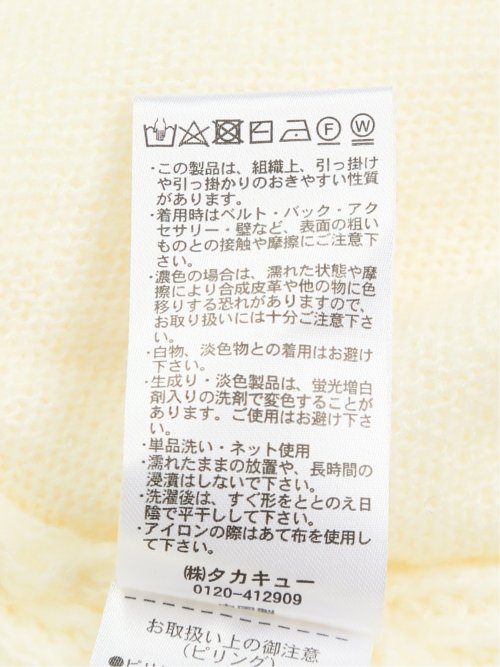 ・この製品は、組織上、引っ掛け
や引っ掛かりのおきやすい性質
があります。
・着用時はベルト・バック・アク
セサリー・壁など、表面の粗い
ものとの接触や摩擦にご注意下
さい。
・濃色の場合は、濡れた状態や摩
擦により合成皮革や他の物に色
移りする恐れがありますので、
お取り扱いには十分ご注意下さ
い。
・白物、淡色物との着用はお避け
下さい。
・生成り・淡色製品は、蛍光増白
剤入りの洗剤で変色することが
あります。ご使用はお避け下さ
い。
・単品洗い・ネット使用
・濡れたままの放置や、長時間の
浸漬はしないで下さい。
・洗濯後は、すぐ形をととのえ日
陰で平干しして下さい。
・アイロンの際はあて布を使用し
て下さい。
(株)タカキュー
0120-412909
お取扱い上の御注意
(ピリング)